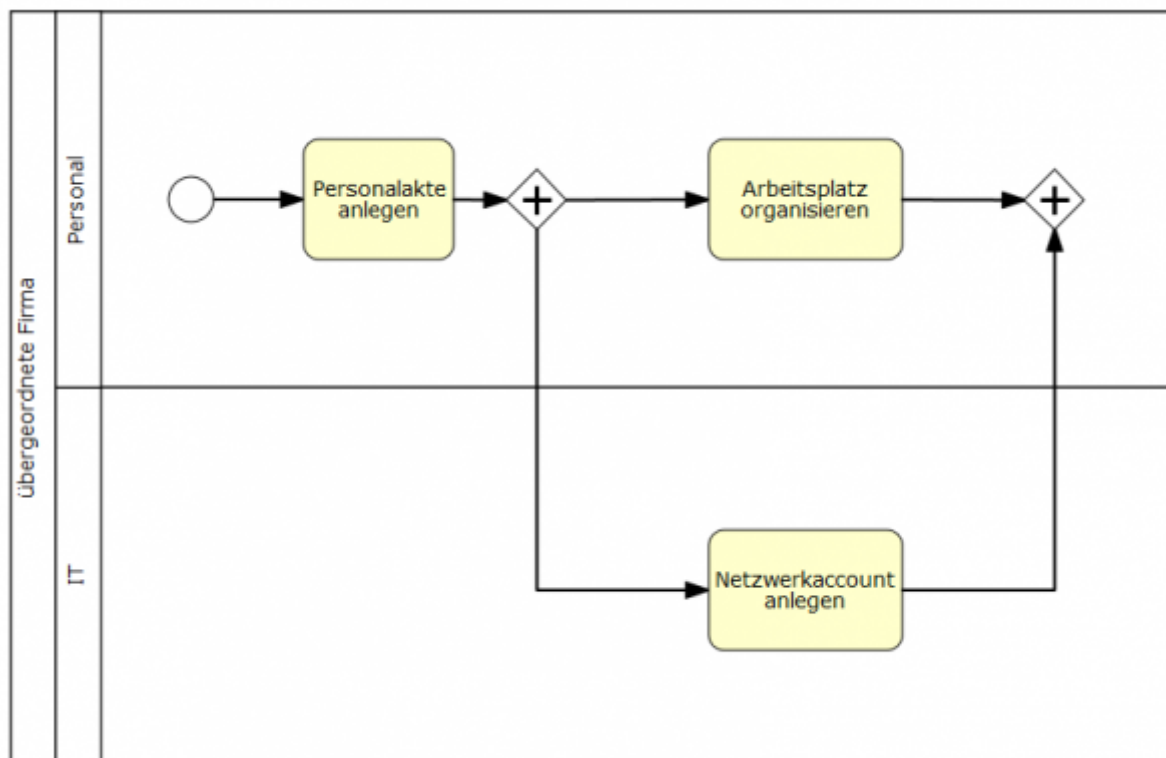 übergeordnete Firma
Personal
Personalakte
anlegen
Arbeitsplatz
organisieren
IT
Netzwerkaccount
anlegen